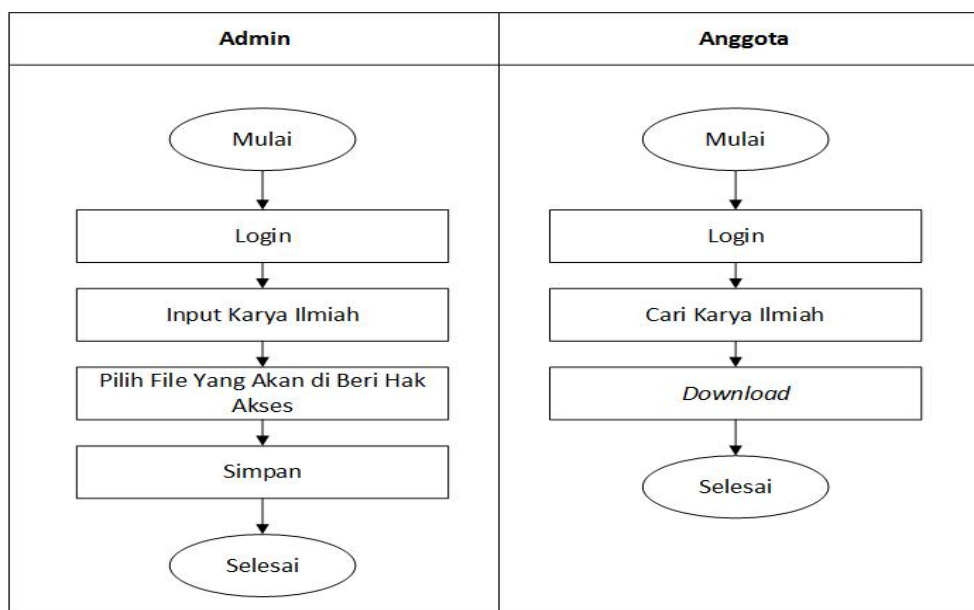 Admin
Mulai
Login
Input Karya Ilmiah
Pilih File Yang Akan di Beri Hak
Akses
Simpan
Selesai
Anggota
Mulai
Login
Cari Karya Ilmiah
Download
Selesai